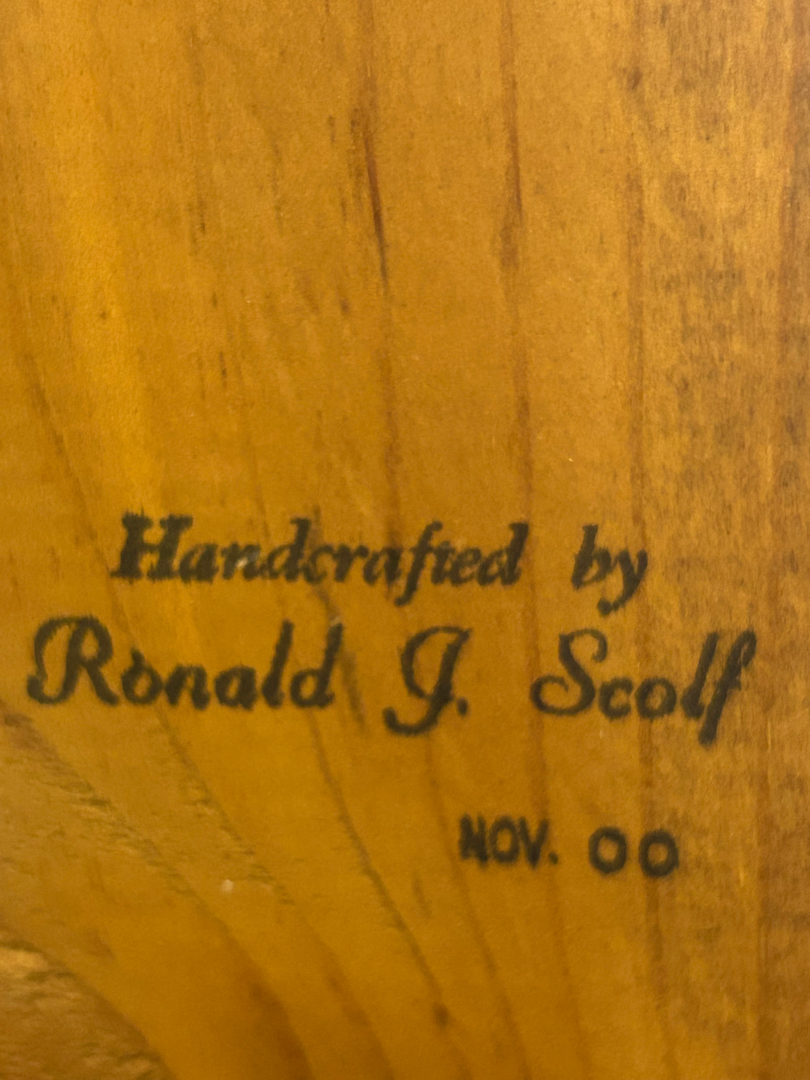 Handcrafted by
Ronald J. Scolf
NOV. 00